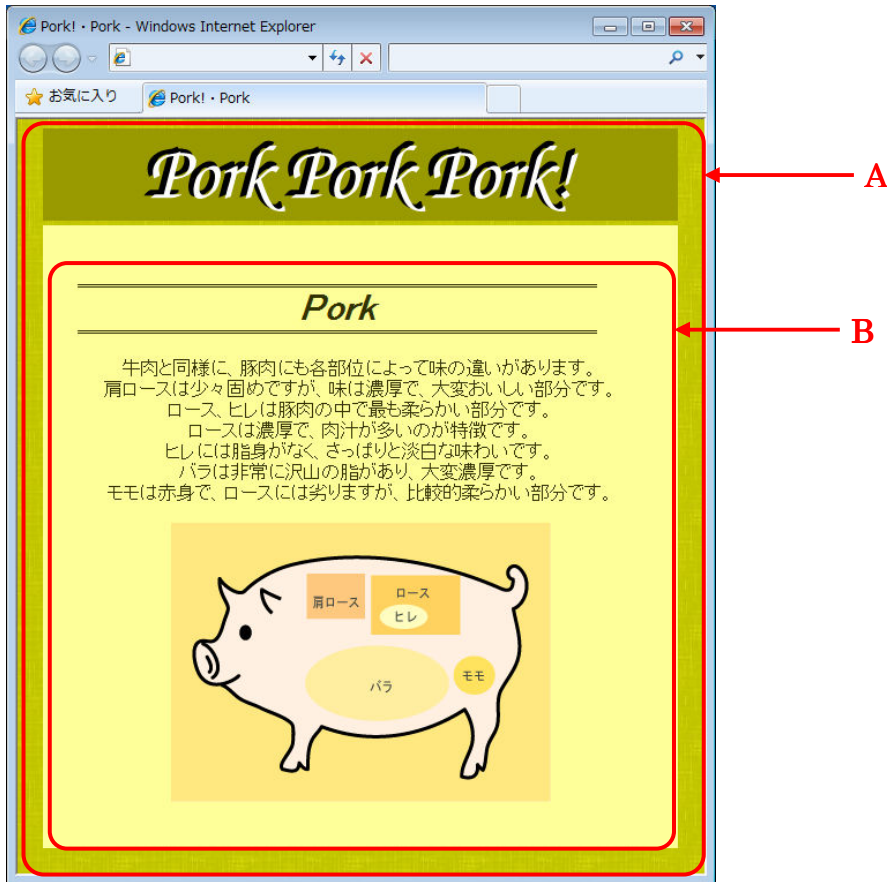 Pork!・Pork - Windows Internet Explorer
お気に入り
Pork!・Pork
Pork Pork Pork!
A
Pork
B
牛肉と同様に、豚肉にも各部位によって味の違いがあります。
肩ロースは少々固めですが、味は濃厚で、大変おいしい部分です。
ロース、ヒレは豚肉の中で最も柔らかい部分です。
ロースは濃厚で、肉汁が多いのが特徴です。
ヒレには脂身がなく、さっぱりと淡白な味わいです。
バラは非常に沢山の脂があり、大変濃厚です。
モモは赤身で、ロースには劣りますが、比較的柔らかい部分です。
肩ロース
ロース
ヒレ
バラ
モモ